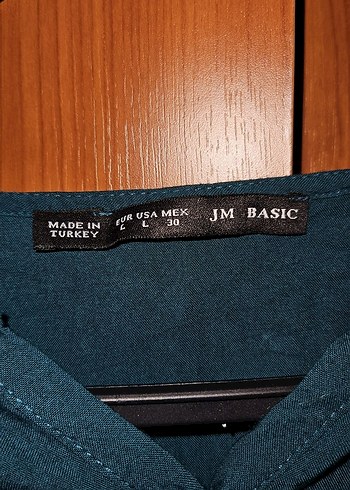 MADE IN
TURKEY
EUR USA MEX
L L 30
JM BASIC